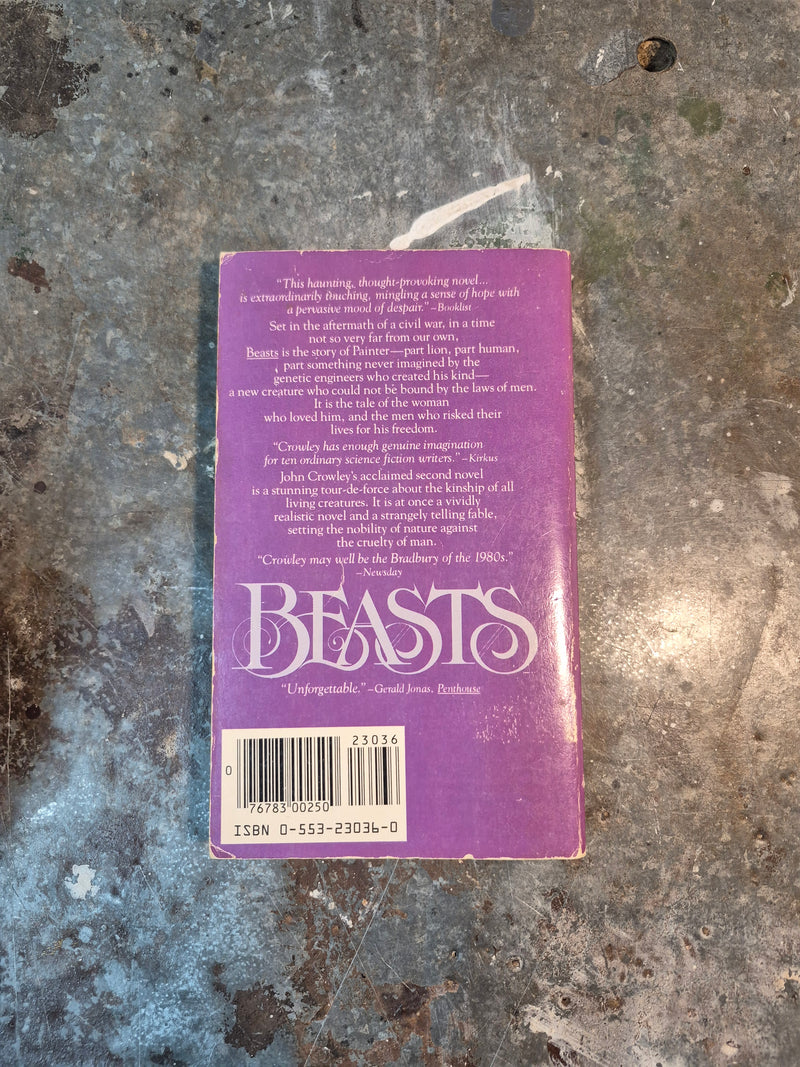 "This haunting, thought-provoking novel...
is extraordinarily touching, mingling a sense of hope with
a pervasive mood of despair." –Booklist
Set in the aftermath of a civil war, in a time
not so very far from our own,
Beasts is the story of Painter—part lion, part human,
part something never imagined by the
genetic engineers who created his kind—
a new creature who could not be bound by the laws of men.
It is the tale of the woman
who loved him, and the men who risked their
lives for his freedom.
"Crowley has enough genuine imagination
for ten ordinary science fiction writers." –Kirkus
John Crowley's acclaimed second novel
is a stunning tour-de-force about the kinship of all
living creatures. It is at once a vividly
realistic novel and a strangely telling fable,
setting the nobility of nature against
the cruelty of man.
"Crowley may well be the Bradbury of the 1980s."
–Newsday
BEASTS
"Unforgettable." –Gerald Jonas, Penthouse
23036
0
76783 00250
ISBN 0-553-23036-0